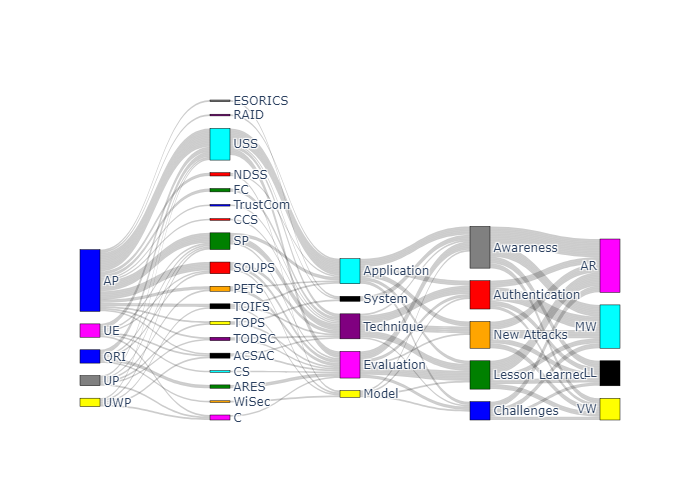 AP
UE
QRI
UP
UWP
ESORICS
RAID
USS
NDSS
FC
TrustCom
CCS
SP
SOUPS
PETS
TOIFS
TOPS
TODSC
ACSAC
CS
ARES
WiSec
C
Application
System
Technique
Evaluation
Model
Awareness
Authentication
New Attacks
Lesson Learned
Challenges
AR
MW
LL
VW